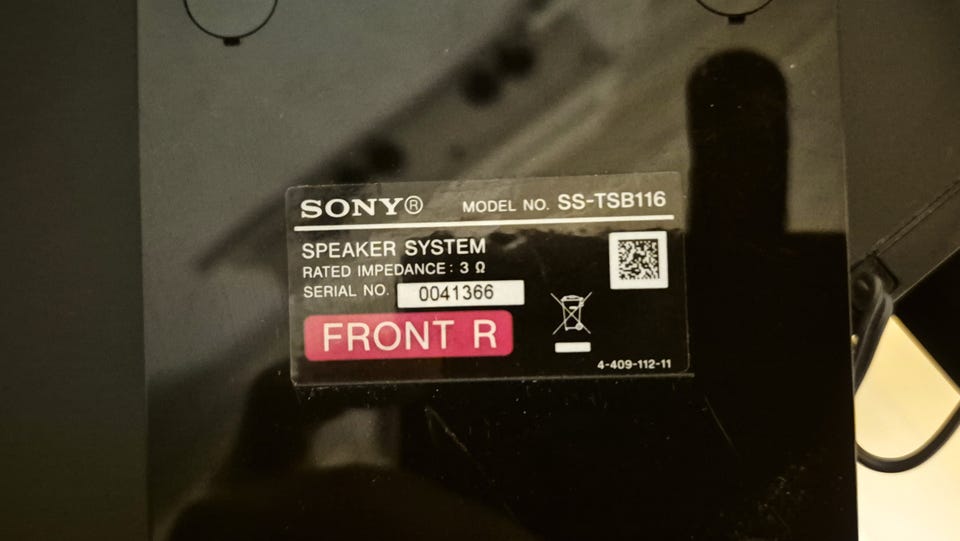 SONY® MODEL NO. SS-TSB116
SPEAKER SYSTEM
RATED IMPEDANCE : 3 Ω
SERIAL NO. 0041366
FRONT R
4-409-112-11